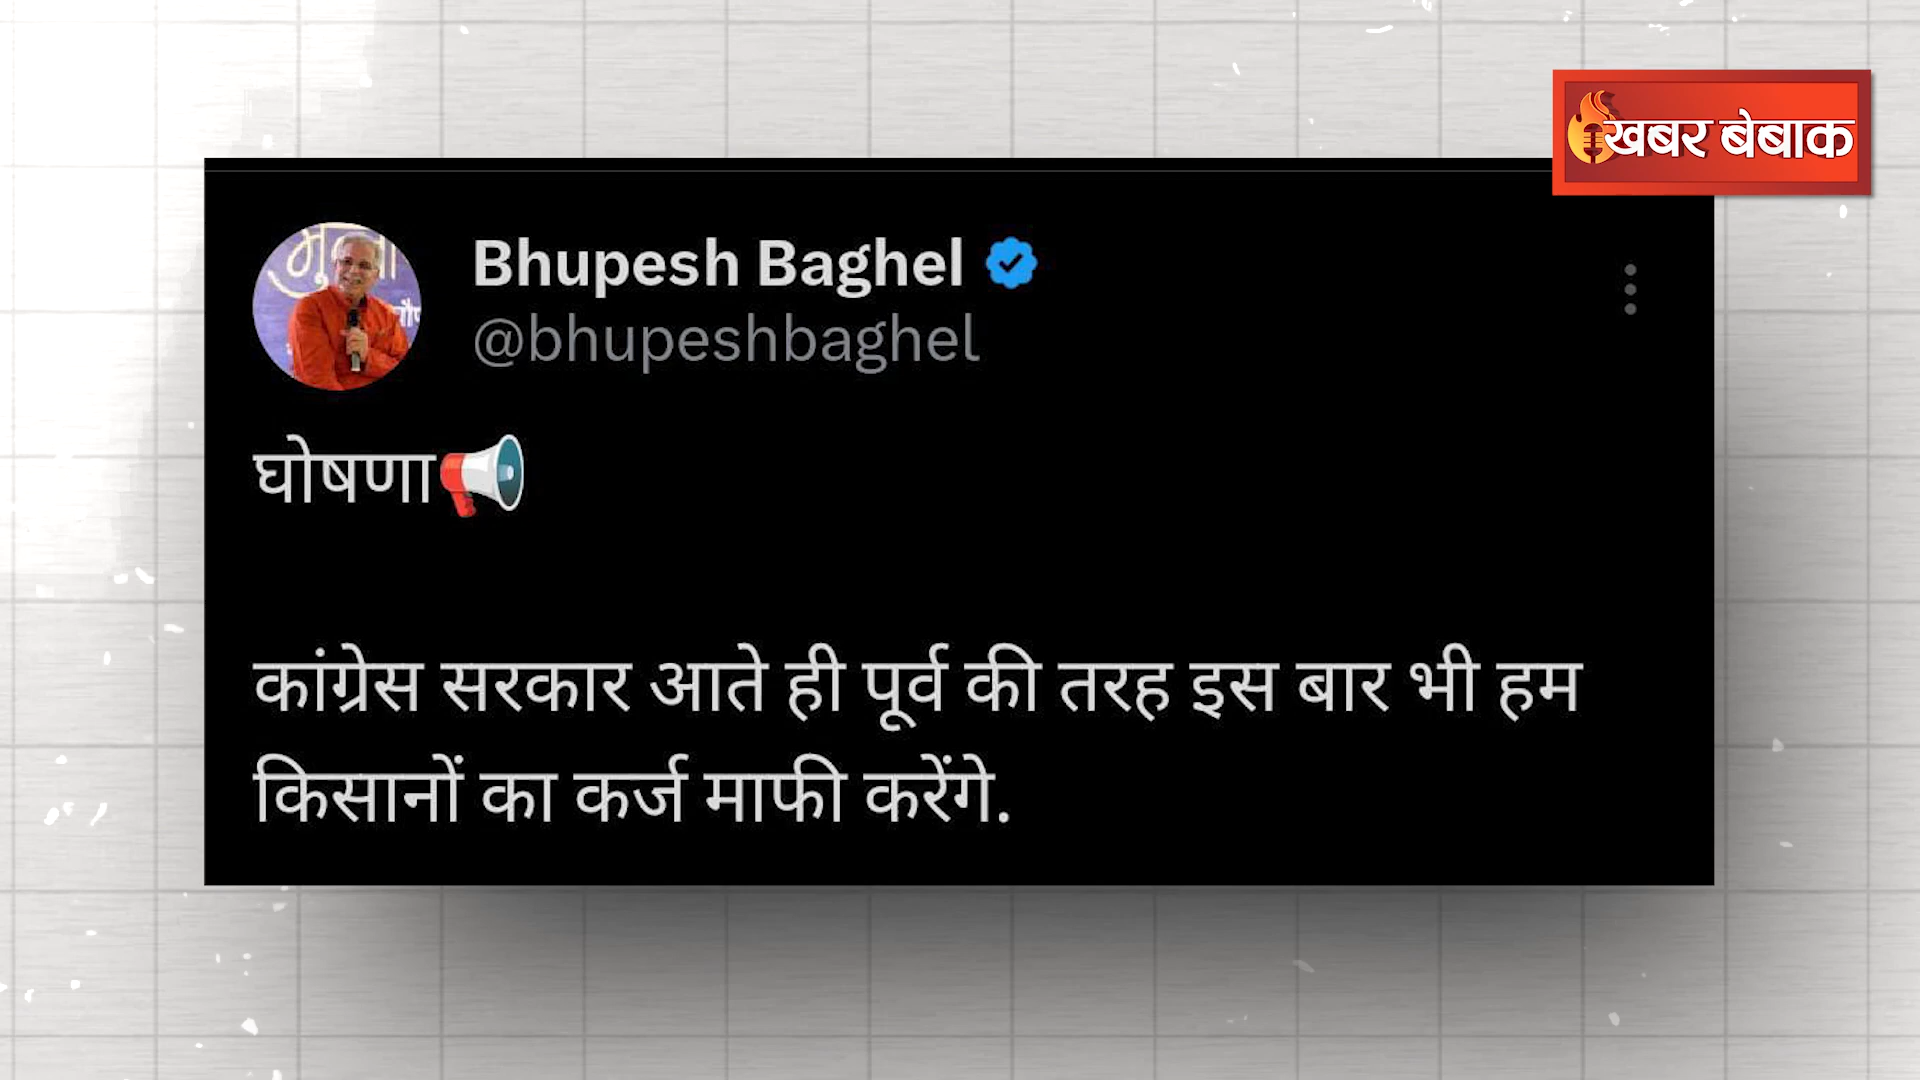 खबर बेबाक
Bhupesh Baghel
@bhupeshbaghel
घोषणा📢
कांग्रेस सरकार आते ही पूर्व की तरह इस बार भी हम
किसानों का कर्ज माफी करेंगे.